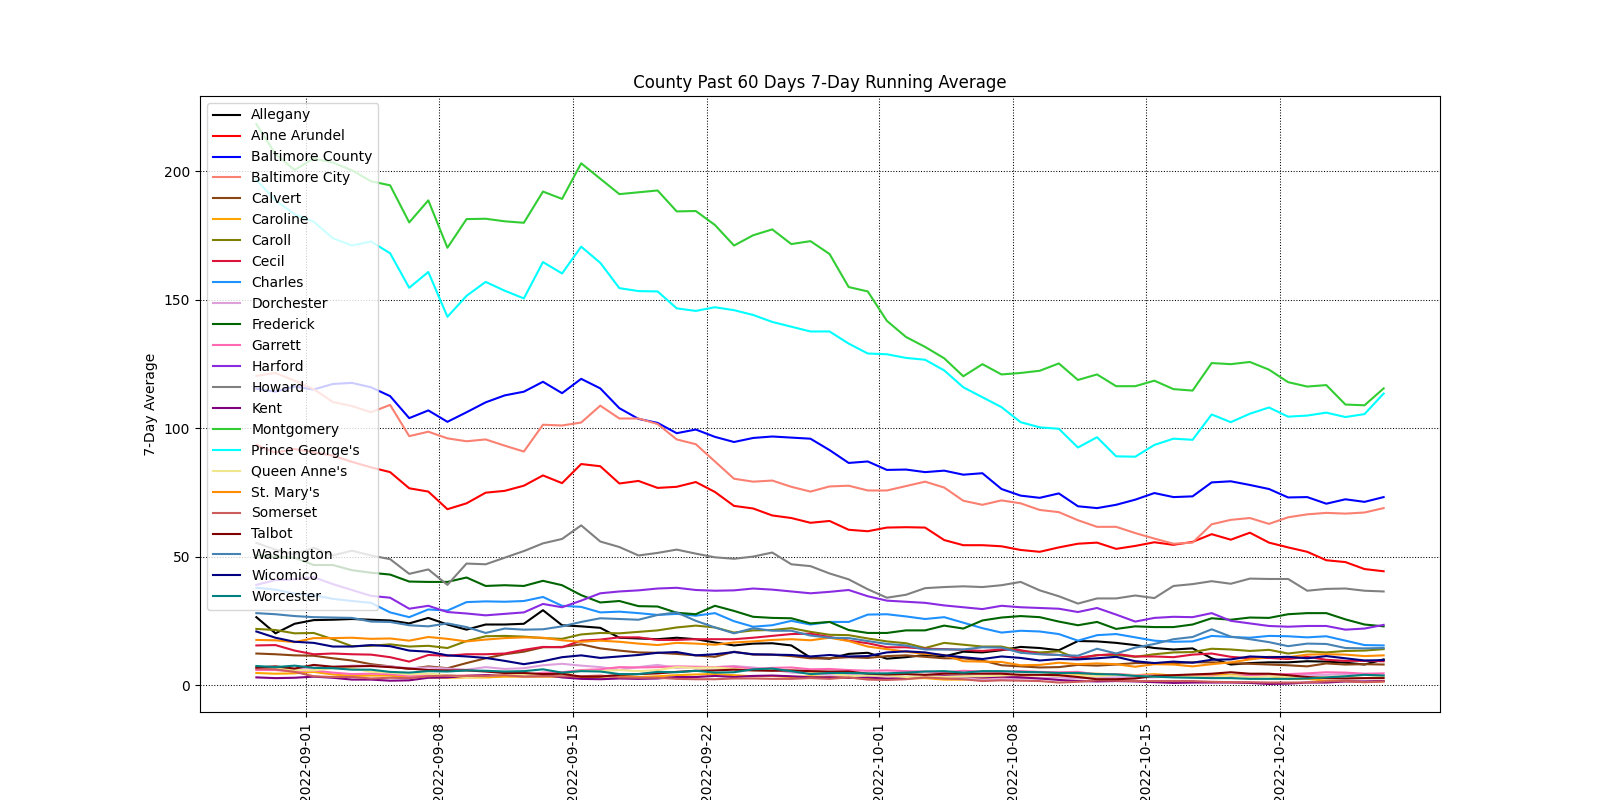 County Past 60 Days 7-Day Running Average
7-Day Average
200
150
100
50
0
Allegany
Anne Arundel
Baltimore County
Baltimore City
Calvert
Caroline
Caroll
Cecil
Charles
Dorchester
Frederick
Garrett
Harford
Howard
Kent
Montgomery
Prince George's
Queen Anne's
St. Mary's
Somerset
Talbot
Washington
Wicomico
Worcester
2022-09-01
2022-09-08
2022-09-15
2022-09-22
2022-10-01
2022-10-08
2022-10-15
2022-10-22